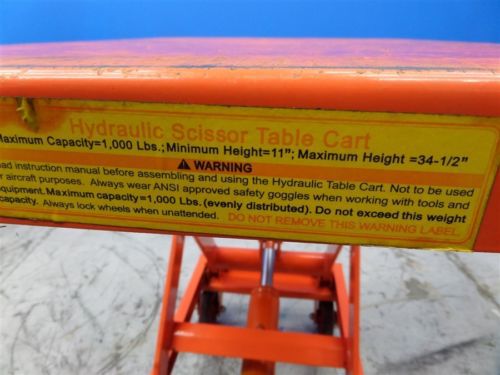 Hydraulic Scissor Table Cart
Maximum Capacity=1,000 Lbs.;Minimum Height=11"; Maximum Height =34-1/2"
WARNING
instruction manual before assembling and using the Hydraulic Table Cart. Not to be used
aircraft purposes. Always wear ANSI approved safety goggles when working with tools and
equipment. Maximum capacity=1,000 Lbs. (evenly distributed). Do not exceed this weight
capacity. Always lock wheels when unattended. DO NOT REMOVE THIS WARNING LABEL